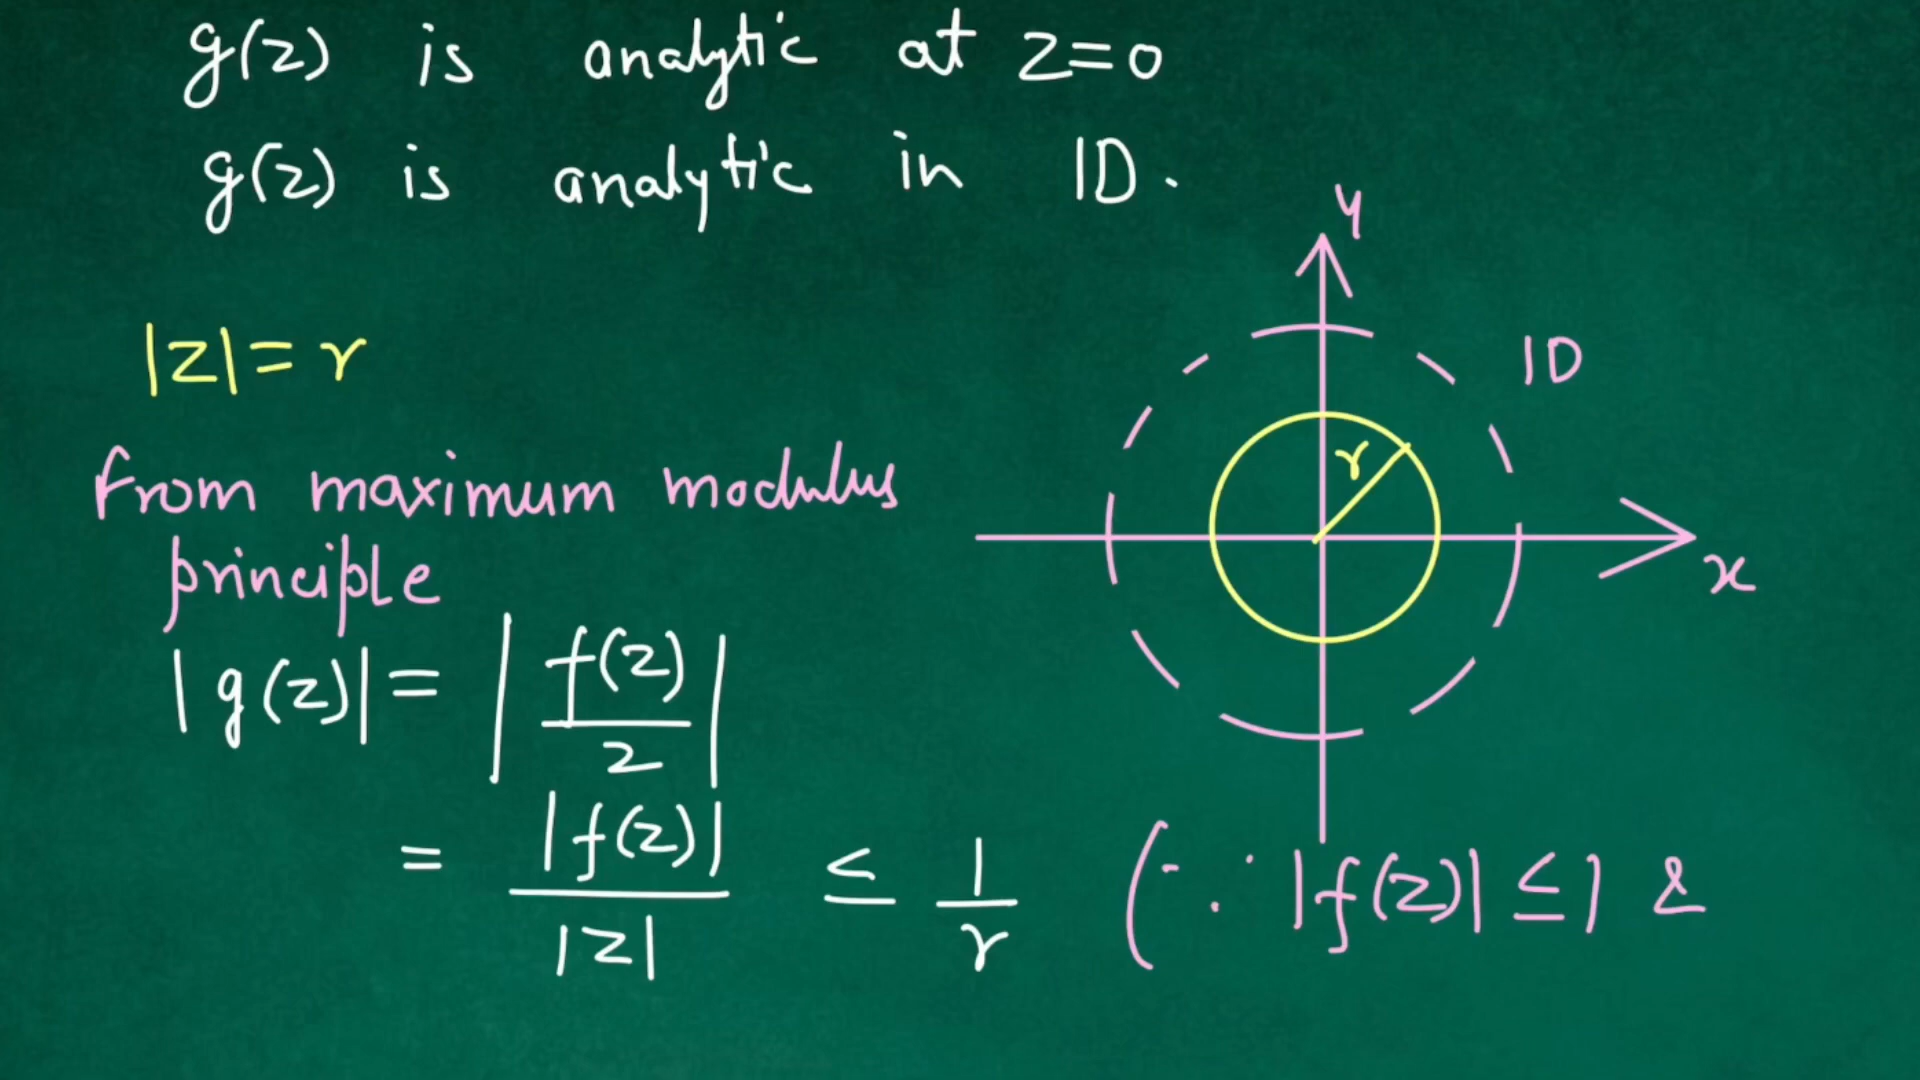 g(z) is analytic at z=0
g(z) is analytic in ID.
|z|=r
from maximum modulus
principle
|g(z)| = | f(z)/z |
= |f(z)|/|z| ≤ 1/r (∵ |f(z)| ≤ 1 &
y
ID
r
x